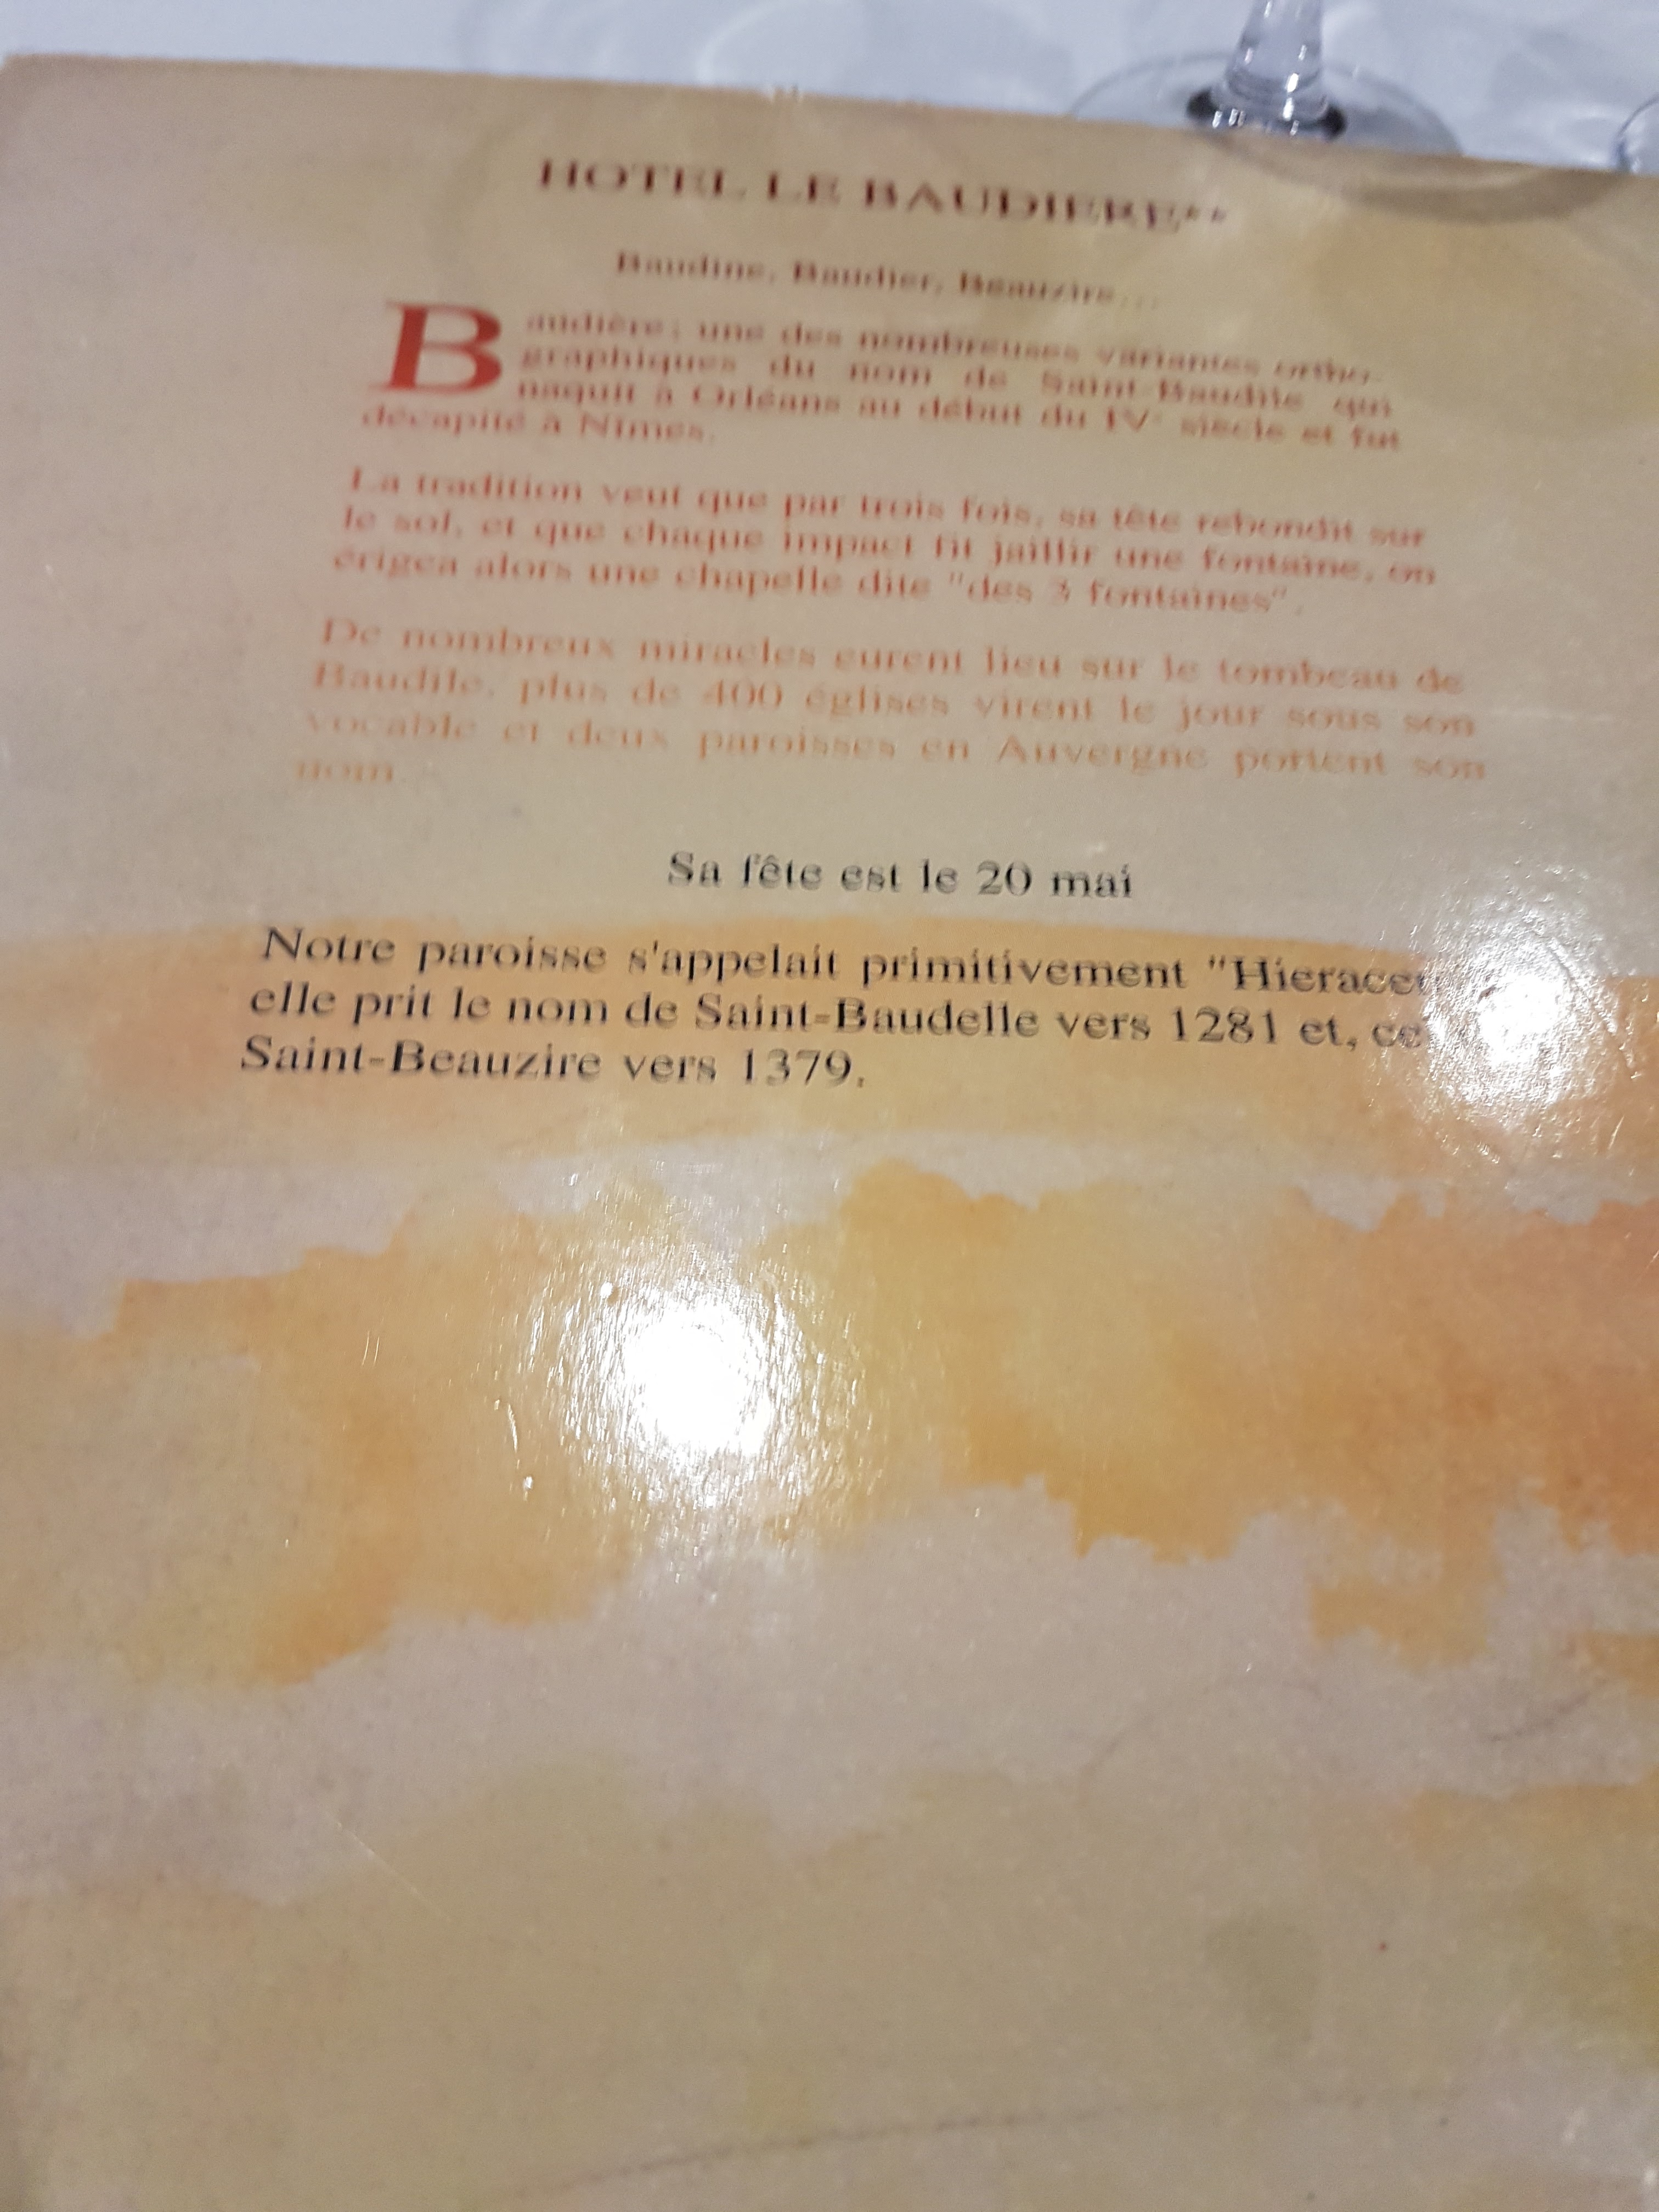 HOTEL LE BAUDIERE**
Baudine, Baudier, Beauzire...
Baudière : une des nombreuses variantes ortho-
graphiques du nom de Saint-Baudile qui
naquit à Orléans au début du IVe siècle et fut
décapité à Nîmes.
La tradition veut que par trois fois, sa tête rebondit sur
le sol, et que chaque impact fit jaillir une fontaine, on
érigea alors une chapelle dite "des 3 fontaines".
De nombreux miracles eurent lieu sur le tombeau de
Baudile, plus de 400 églises virent le jour sous son
vocable et deux paroisses en Auvergne portent son
nom.
Sa fête est le 20 mai
Notre paroisse s'appelait primitivement
elle prit le nom de Saint-Baudelle vers 1281 et,
Saint-Beauzire vers 1379.